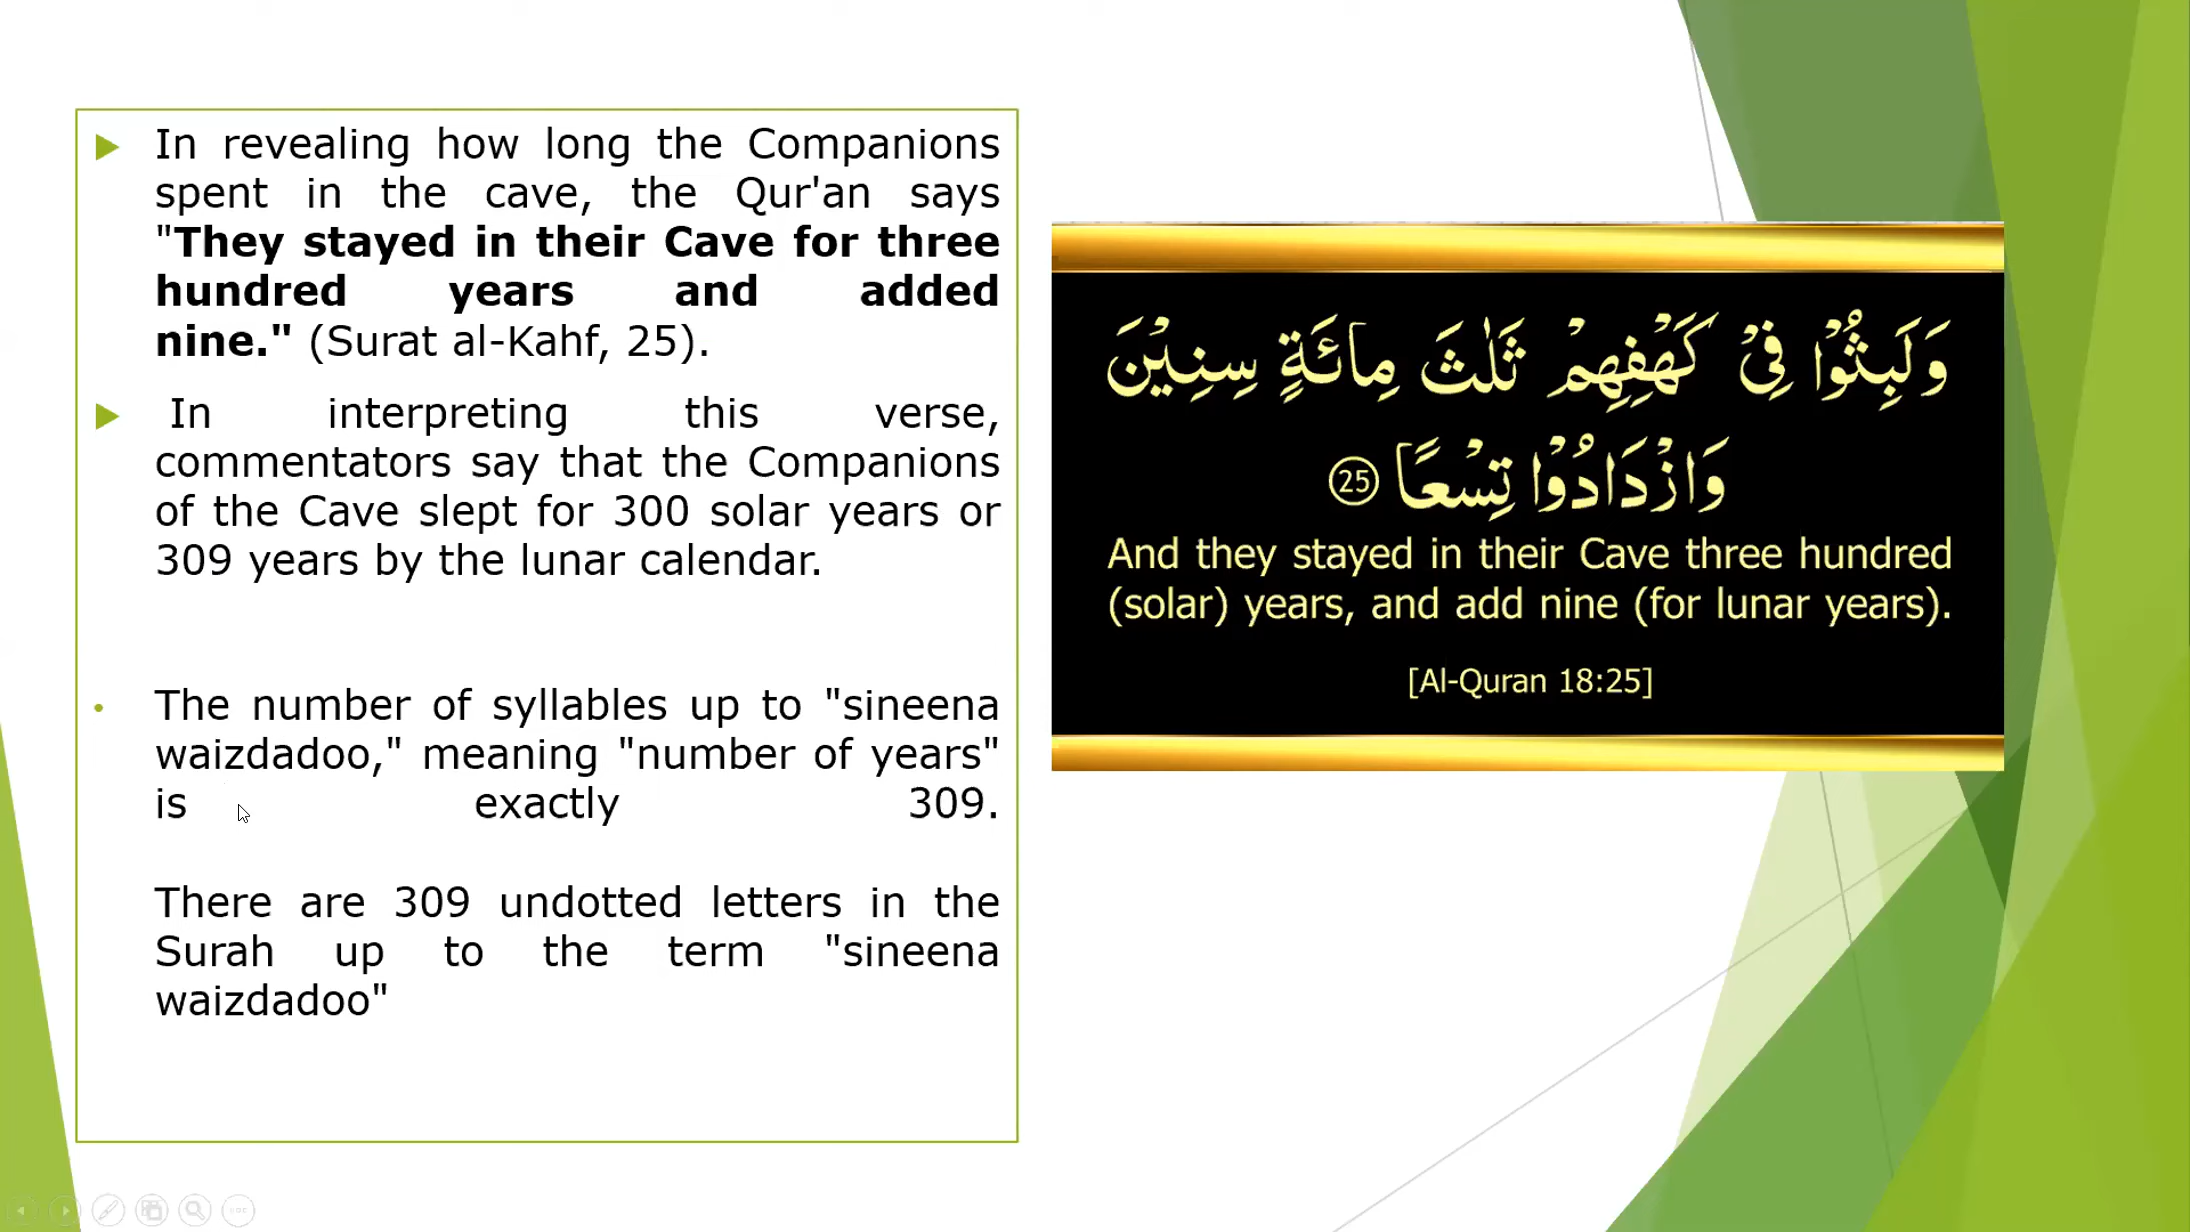 In revealing how long the Companions
spent in the cave, the Qur'an says
"They stayed in their Cave for three
hundred years and added
nine." (Surat al-Kahf, 25).
In interpreting this verse,
commentators say that the Companions
of the Cave slept for 300 solar years or
309 years by the lunar calendar.
The number of syllables up to "sineena
waizdadoo," meaning "number of years"
is exactly 309.
There are 309 undotted letters in the
Surah up to the term "sineena
waizdadoo"
وَلَبِثُوْا فِيْ كَهْفِهِمْ ثَلٰثَ مِائَةٍ سِنِيْنَ
وَازْدَادُوْا تِسْعًا 25
And they stayed in their Cave three hundred
(solar) years, and add nine (for lunar years).
[Al-Quran 18:25]